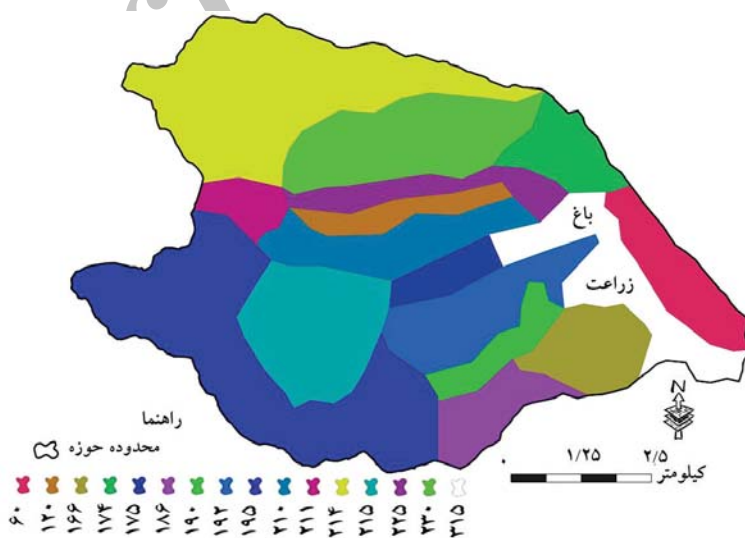 باغ
زراعت
N
راهنما
محدوده حوزه
۰ ۱/۲۵ ۲/۵
کیلومتر
۶۰
۱۲۰
۱۶۶
۱۷۴
۱۷۵
۱۸۶
۱۹۰
۱۹۲
۱۹۵
۲۱۰
۲۱۱
۲۱۴
۲۱۵
۲۲۵
۲۳۰
۳۱۵